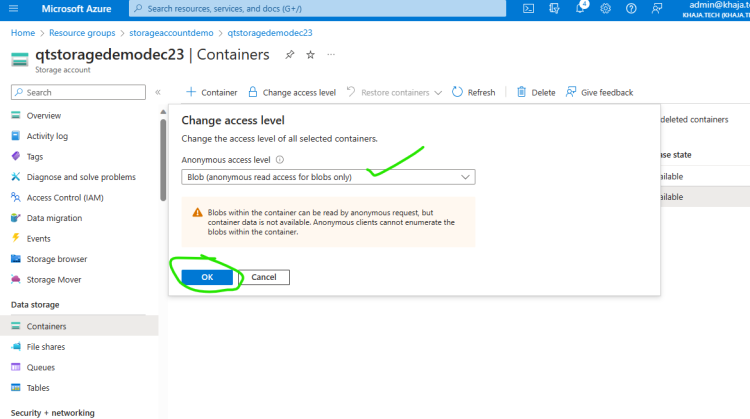 Microsoft Azure
Search resources, services, and docs (G+/)
4
admin@khaja.te
KHAJA.TECH (KHAJA.TE
Home > Resource groups > storageaccountdemo > qtstoragedemodec23
qtstoragedemodec23 | Containers
Storage account
Search
Container
Change access level
Restore containers
Refresh
Delete
Give feedback
Overview
Activity log
Tags
Diagnose and solve problems
Access Control (IAM)
Data migration
Events
Storage browser
Storage Mover
Data storage
Containers
File shares
Queues
Tables
Security + networking
Change access level
Change the access level of all selected containers.
Anonymous access level
Blob (anonymous read access for blobs only)
Blobs within the container can be read by anonymous request, but
container data is not available. Anonymous clients cannot enumerate the
blobs within the container.
OK
Cancel
deleted containers
ase state
ailable
ailable